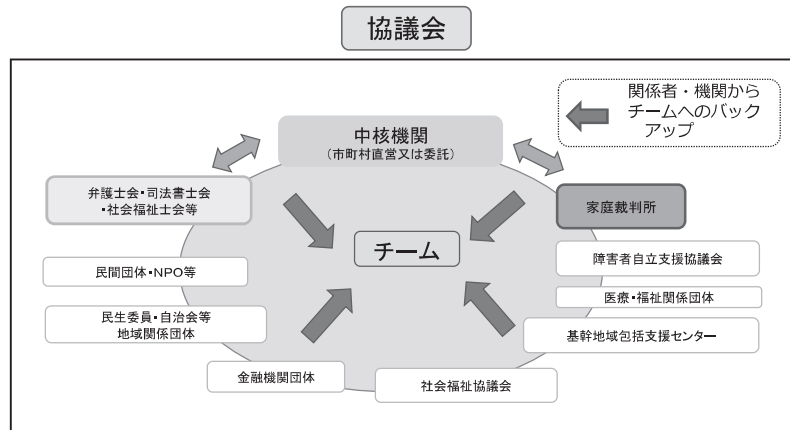 協議会
関係者・機関から
チームへのバック
アップ
中核機関
(市町村直営又は委託)
弁護士会・司法書士会
・社会福祉士会等
家庭裁判所
チーム
民間団体・NPO等
障害者自立支援協議会
医療・福祉関係団体
民生委員・自治会等
地域関係団体
基幹地域包括支援センター
金融機関団体
社会福祉協議会